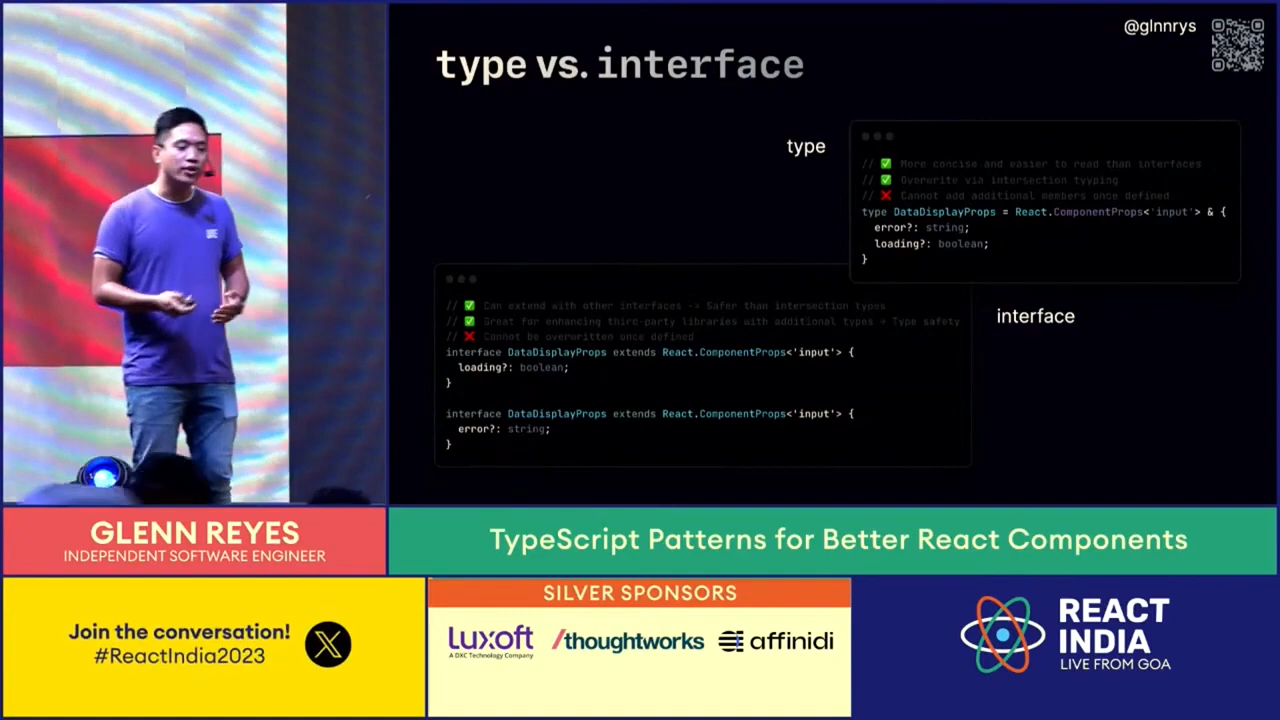 @glnnrys
type vs. interface
type
// ✅ More concise and easier to read than interfaces
// ✅ Overwrite via intersection tyyping
// ❌ Cannot add additional members once defined
type DataDisplayProps = React.ComponentProps<'input'> & {
error?: string;
loading?: boolean;
}
// ✅ Can extend with other interfaces -> Safer than intersection types
// ✅ Great for enhancing third-party libraries with additional types = Type safety
// ❌ Cannot be overwritten once defined
interface DataDisplayProps extends React.ComponentProps<'input'> {
loading?: boolean;
}
interface DataDisplayProps extends React.ComponentProps<'input'> {
error?: string;
}
interface
GLENN REYES
INDEPENDENT SOFTWARE ENGINEER
TypeScript Patterns for Better React Components
Join the conversation!
#ReactIndia2023
X
SILVER SPONSORS
Luxoft
A DXC Technology Company
/thoughtworks
affinidi
REACT
INDIA
LIVE FROM GOA